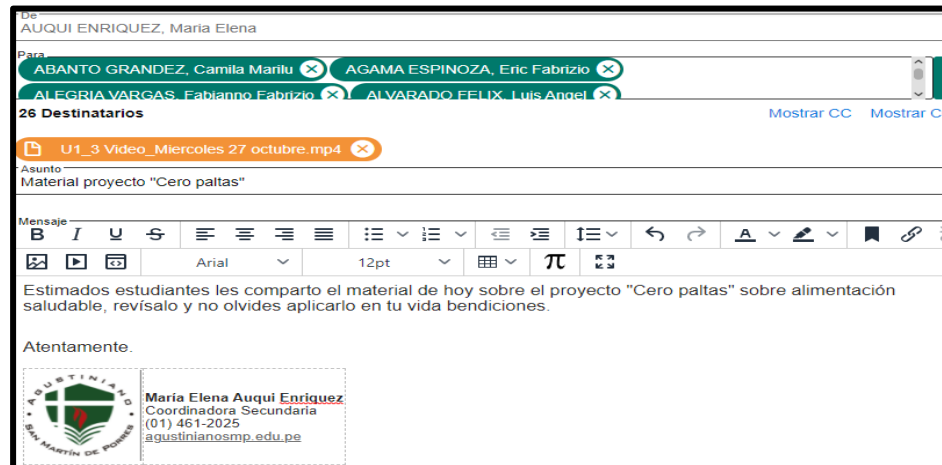 De
AUQUI ENRIQUEZ, Maria Elena
Para
ABANTO GRANDEZ, Camila Marilu AGAMA ESPINOZA, Eric Fabrizio
ALEGRIA VARGAS, Fabianno Fabrizio ALVARADO FELIX, Luis Angel
26 Destinatarios Mostrar CC Mostrar C
U1_3 Video_Miercoles 27 octubre.mp4
Asunto
Material proyecto "Cero paltas"
Mensaje
B I U S
Arial 12pt π
Estimados estudiantes les comparto el material de hoy sobre el proyecto "Cero paltas" sobre alimentación
saludable, revísalo y no olvides aplicarlo en tu vida bendiciones.
Atentamente.
AGUSTINIANO
SAN MARTÍN DE PORRES
María Elena Auqui Enriquez
Coordinadora Secundaria
(01) 461-2025
agustinianosmp.edu.pe